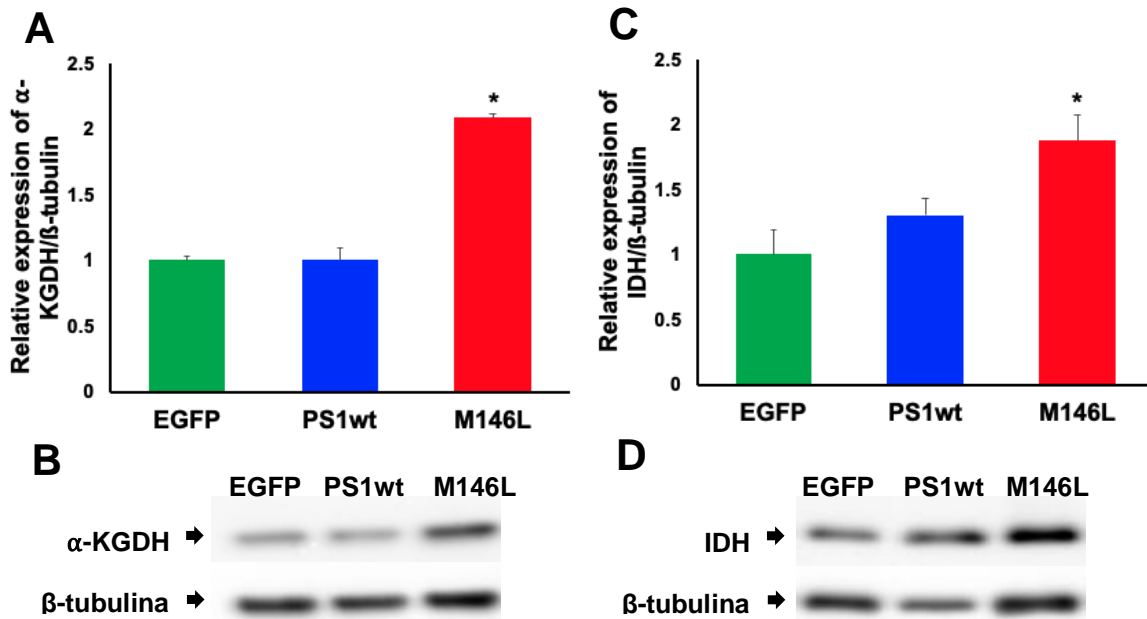 A
Relative expression of α-
KGDH/ß-tubulin
2.5
2
1.5
1
0.5
0
*
EGFP PS1wt M146L
C
Relative expression of
IDH/ß-tubulin
2.5
2
1.5
1
0.5
0
*
EGFP PS1wt M146L
B
EGFP PS1wt M146L
α-KGDH
β-tubulina
D
EGFP PS1wt M146L
IDH
β-tubulina